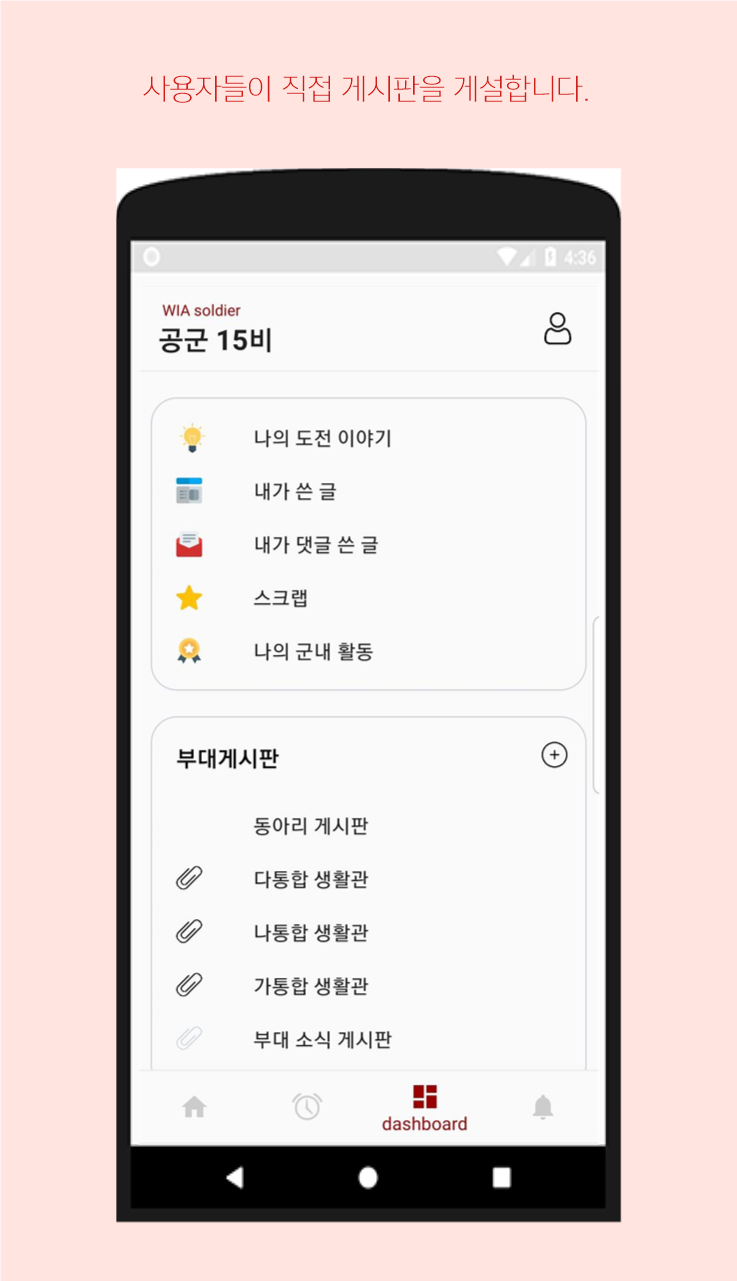 사용자들이 직접 게시판을 게설합니다.
4:36
WIA soldier
공군 15비
나의 도전 이야기
내가 쓴 글
내가 댓글 쓴 글
스크랩
나의 군내 활동
부대게시판
동아리 게시판
다통합 생활관
나통합 생활관
가통합 생활관
부대 소식 게시판
dashboard